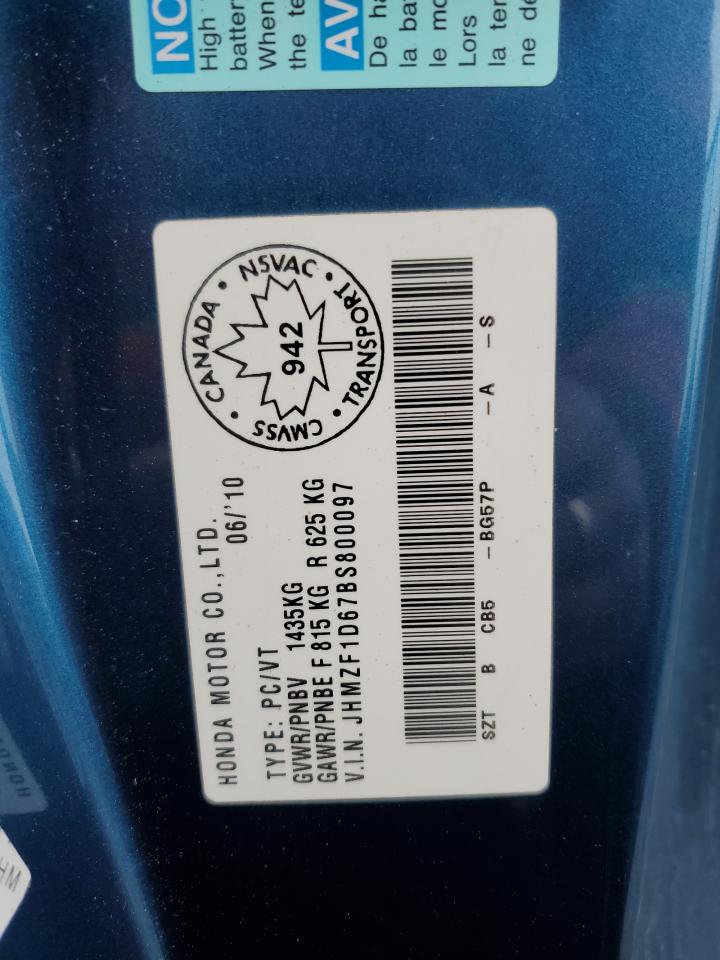 HONDA MOTOR CO.,LTD.
06/'10
TYPE: PC/VT
GVWR/PNBV 1435KG
GAWR/PNBE F 815 KG R 625 KG
V.I.N. JHMZF1D67BS800097
CANADA • NSVAC • TRANSPORT • CMVSS •
942
SZT B CB5 -BG57P -A -S
NO
High
battery
When
the te
AV
De ha
la ba
le mo
Lors
la ter
ne de
HM